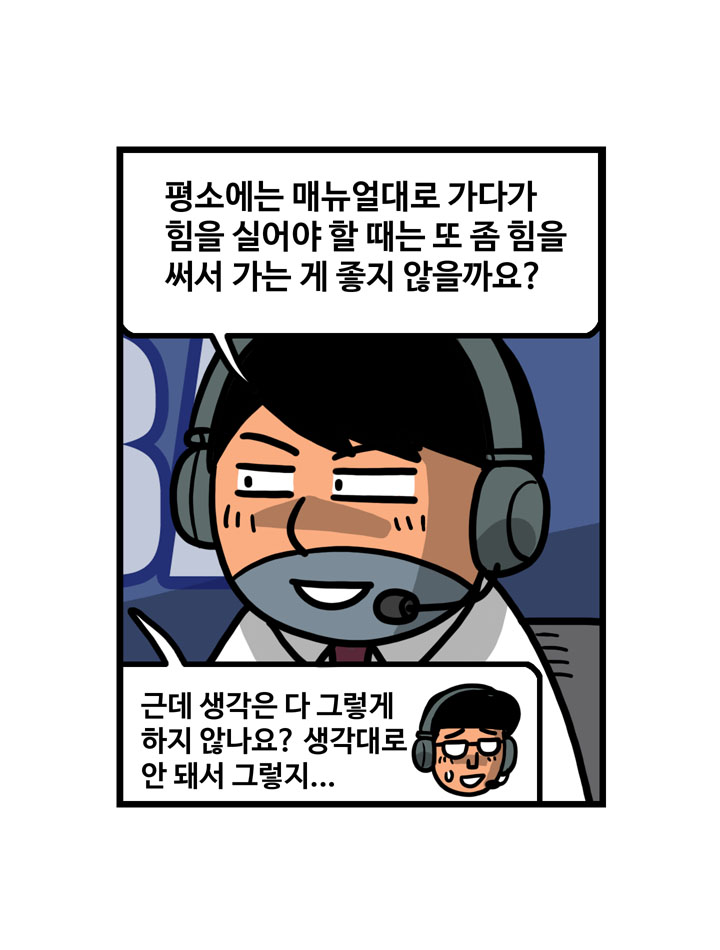 평소에는 매뉴얼대로 가다가
힘을 실어야 할 때는 또 좀 힘을
써서 가는 게 좋지 않을까요?
근데 생각은 다 그렇게
하지 않나요? 생각대로
안 돼서 그렇지...